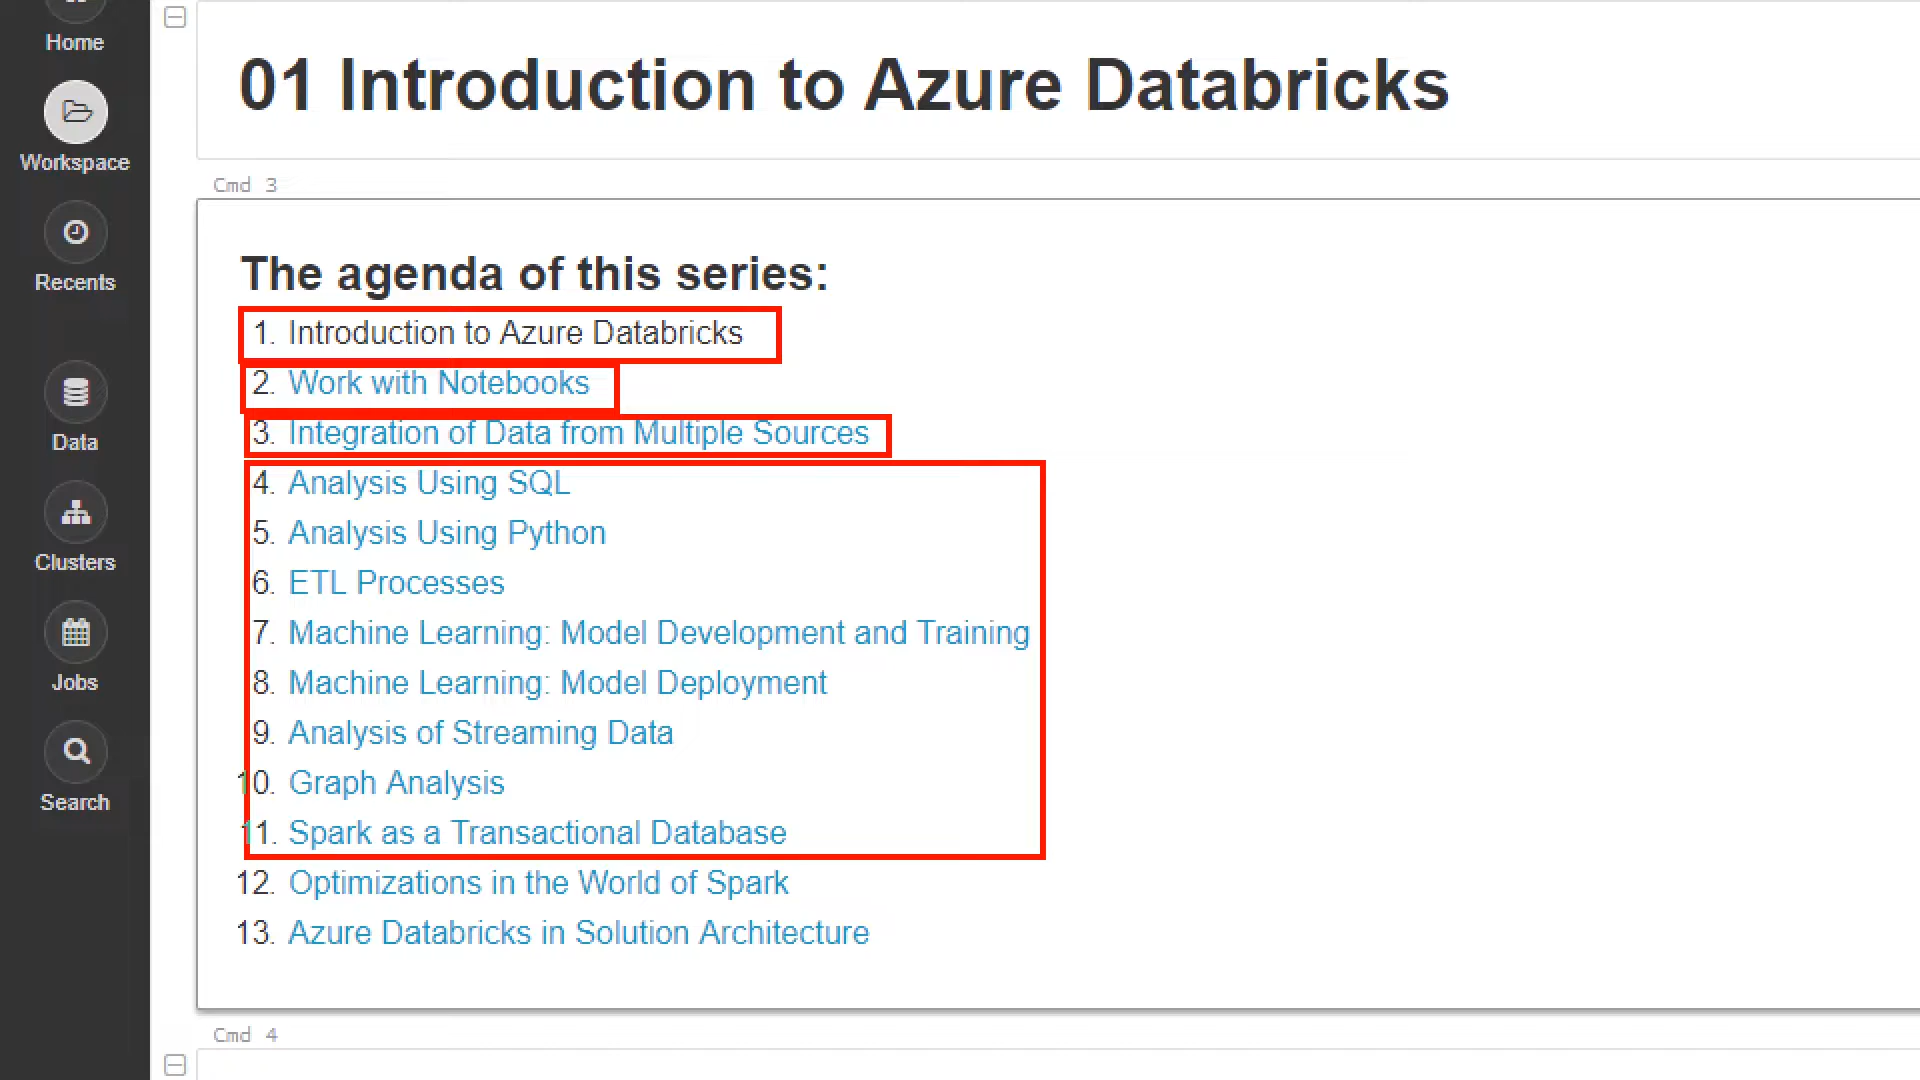 Home
Workspace
Recents
Data
Clusters
Jobs
Search
01 Introduction to Azure Databricks
Cmd 3
The agenda of this series:
1. Introduction to Azure Databricks
2. Work with Notebooks
3. Integration of Data from Multiple Sources
4. Analysis Using SQL
5. Analysis Using Python
6. ETL Processes
7. Machine Learning: Model Development and Training
8. Machine Learning: Model Deployment
9. Analysis of Streaming Data
10. Graph Analysis
11. Spark as a Transactional Database
12. Optimizations in the World of Spark
13. Azure Databricks in Solution Architecture
Cmd 4